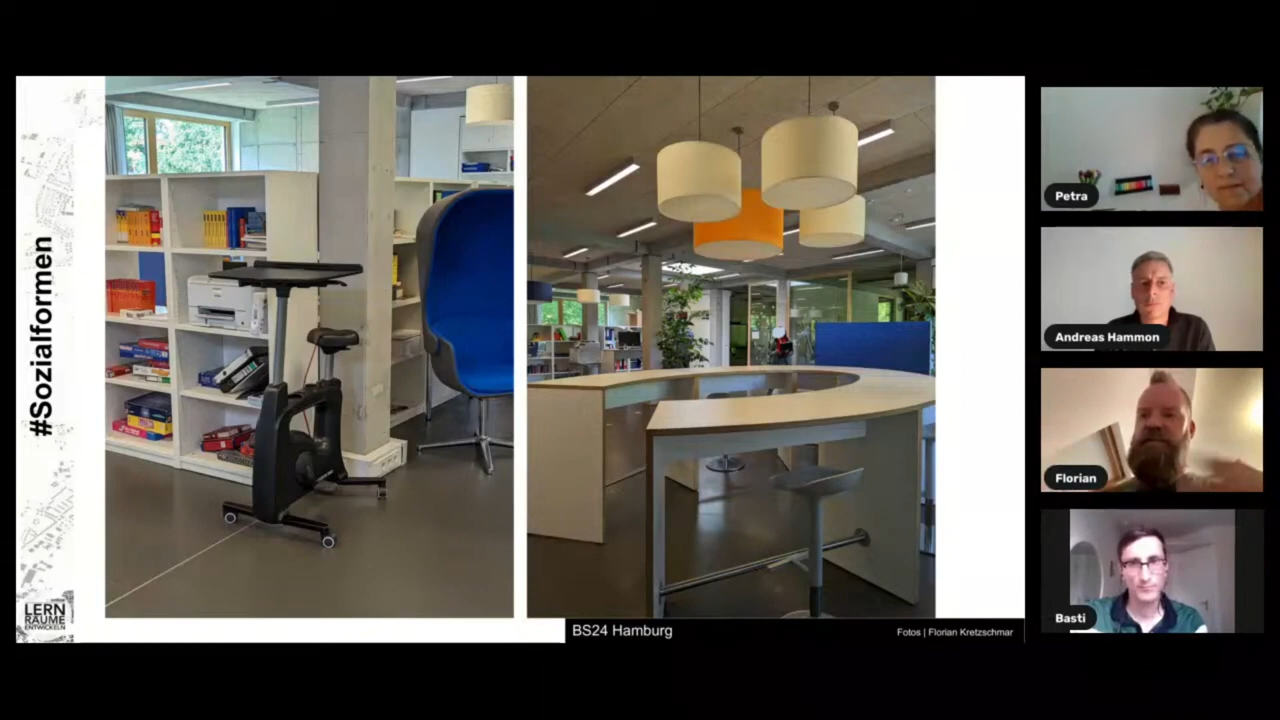 #Sozialformen
LERN
RÄUME
ENTWICKELN
BS24 Hamburg
Fotos | Florian Kretzschmar
Petra
Andreas Hammon
Florian
Basti